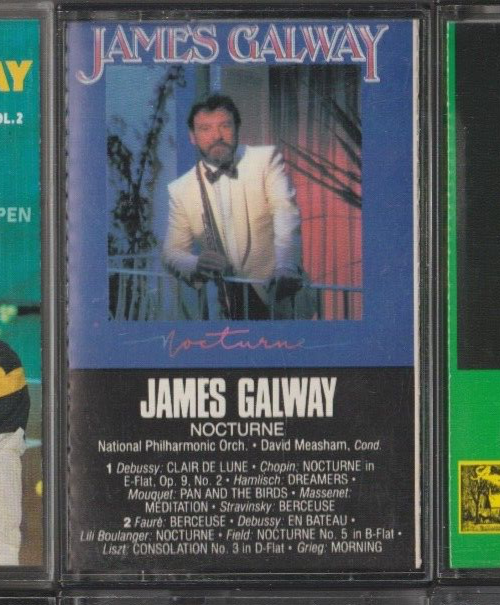 JAMES GALWAY
Nocturne
JAMES GALWAY
NOCTURNE
National Philharmonic Orch. • David Measham, Cond.
1 Debussy: CLAIR DE LUNE • Chopin: NOCTURNE in
E-Flat, Op. 9, No. 2 • Hamlisch: DREAMERS •
Mouquet: PAN AND THE BIRDS • Massenet:
MEDITATION • Stravinsky: BERCEUSE
2 Fauré: BERCEUSE • Debussy: EN BATEAU •
Lili Boulanger: NOCTURNE • Field: NOCTURNE No. 5 in B-Flat •
Liszt: CONSOLATION No. 3 in D-Flat • Grieg: MORNING
AY
OL.2
PEN